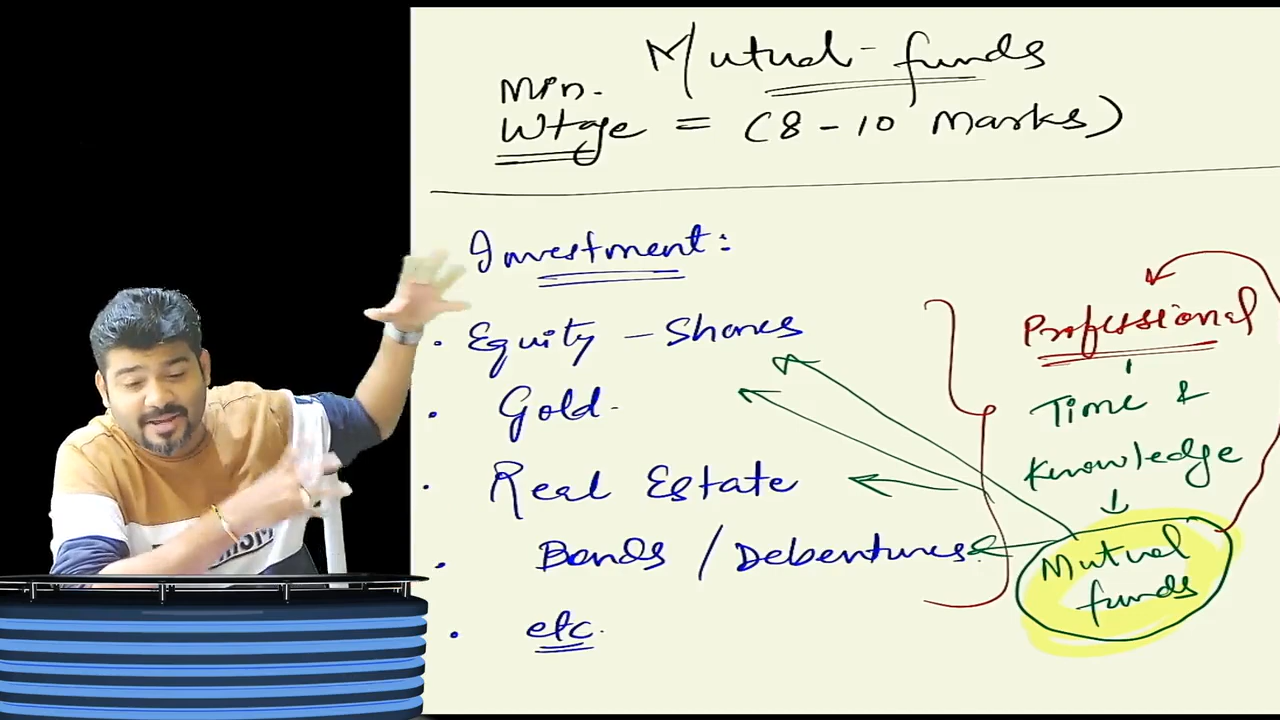 Mutual funds
Min.
Wtage = (8-10 Marks)
Investment:
• Equity - Shares
• Gold.
• Real Estate
• Bonds / Debentures.
• etc.
Professional
Time &
Knowledge
Mutual
funds